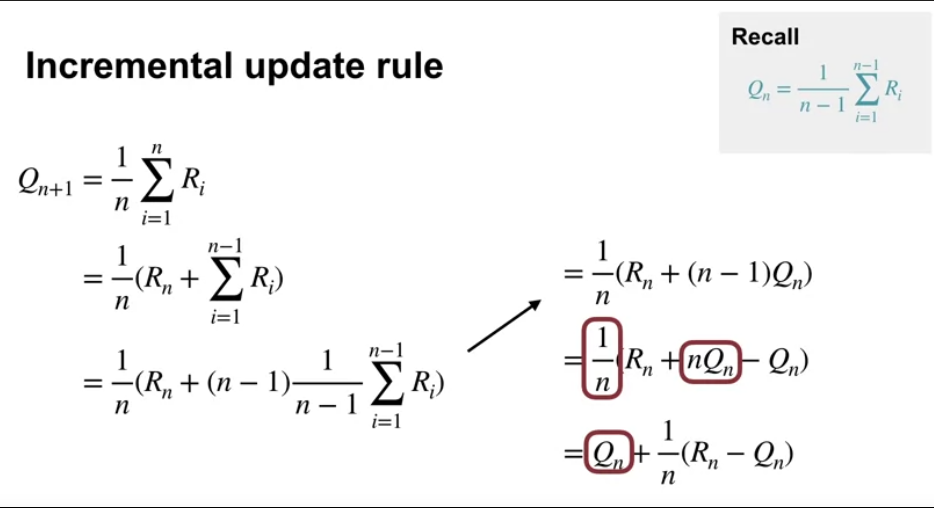 Incremental update rule
Recall
Q_n = \frac{1}{n-1} \sum_{i=1}^{n-1} R_i
Q_{n+1} = \frac{1}{n} \sum_{i=1}^{n} R_i
= \frac{1}{n}(R_n + \sum_{i=1}^{n-1} R_i)
= \frac{1}{n}(R_n + (n-1)\frac{1}{n-1} \sum_{i=1}^{n-1} R_i)
= \frac{1}{n}(R_n + (n-1)Q_n)
= \frac{1}{n}(R_n + nQ_n - Q_n)
= Q_n + \frac{1}{n}(R_n - Q_n)